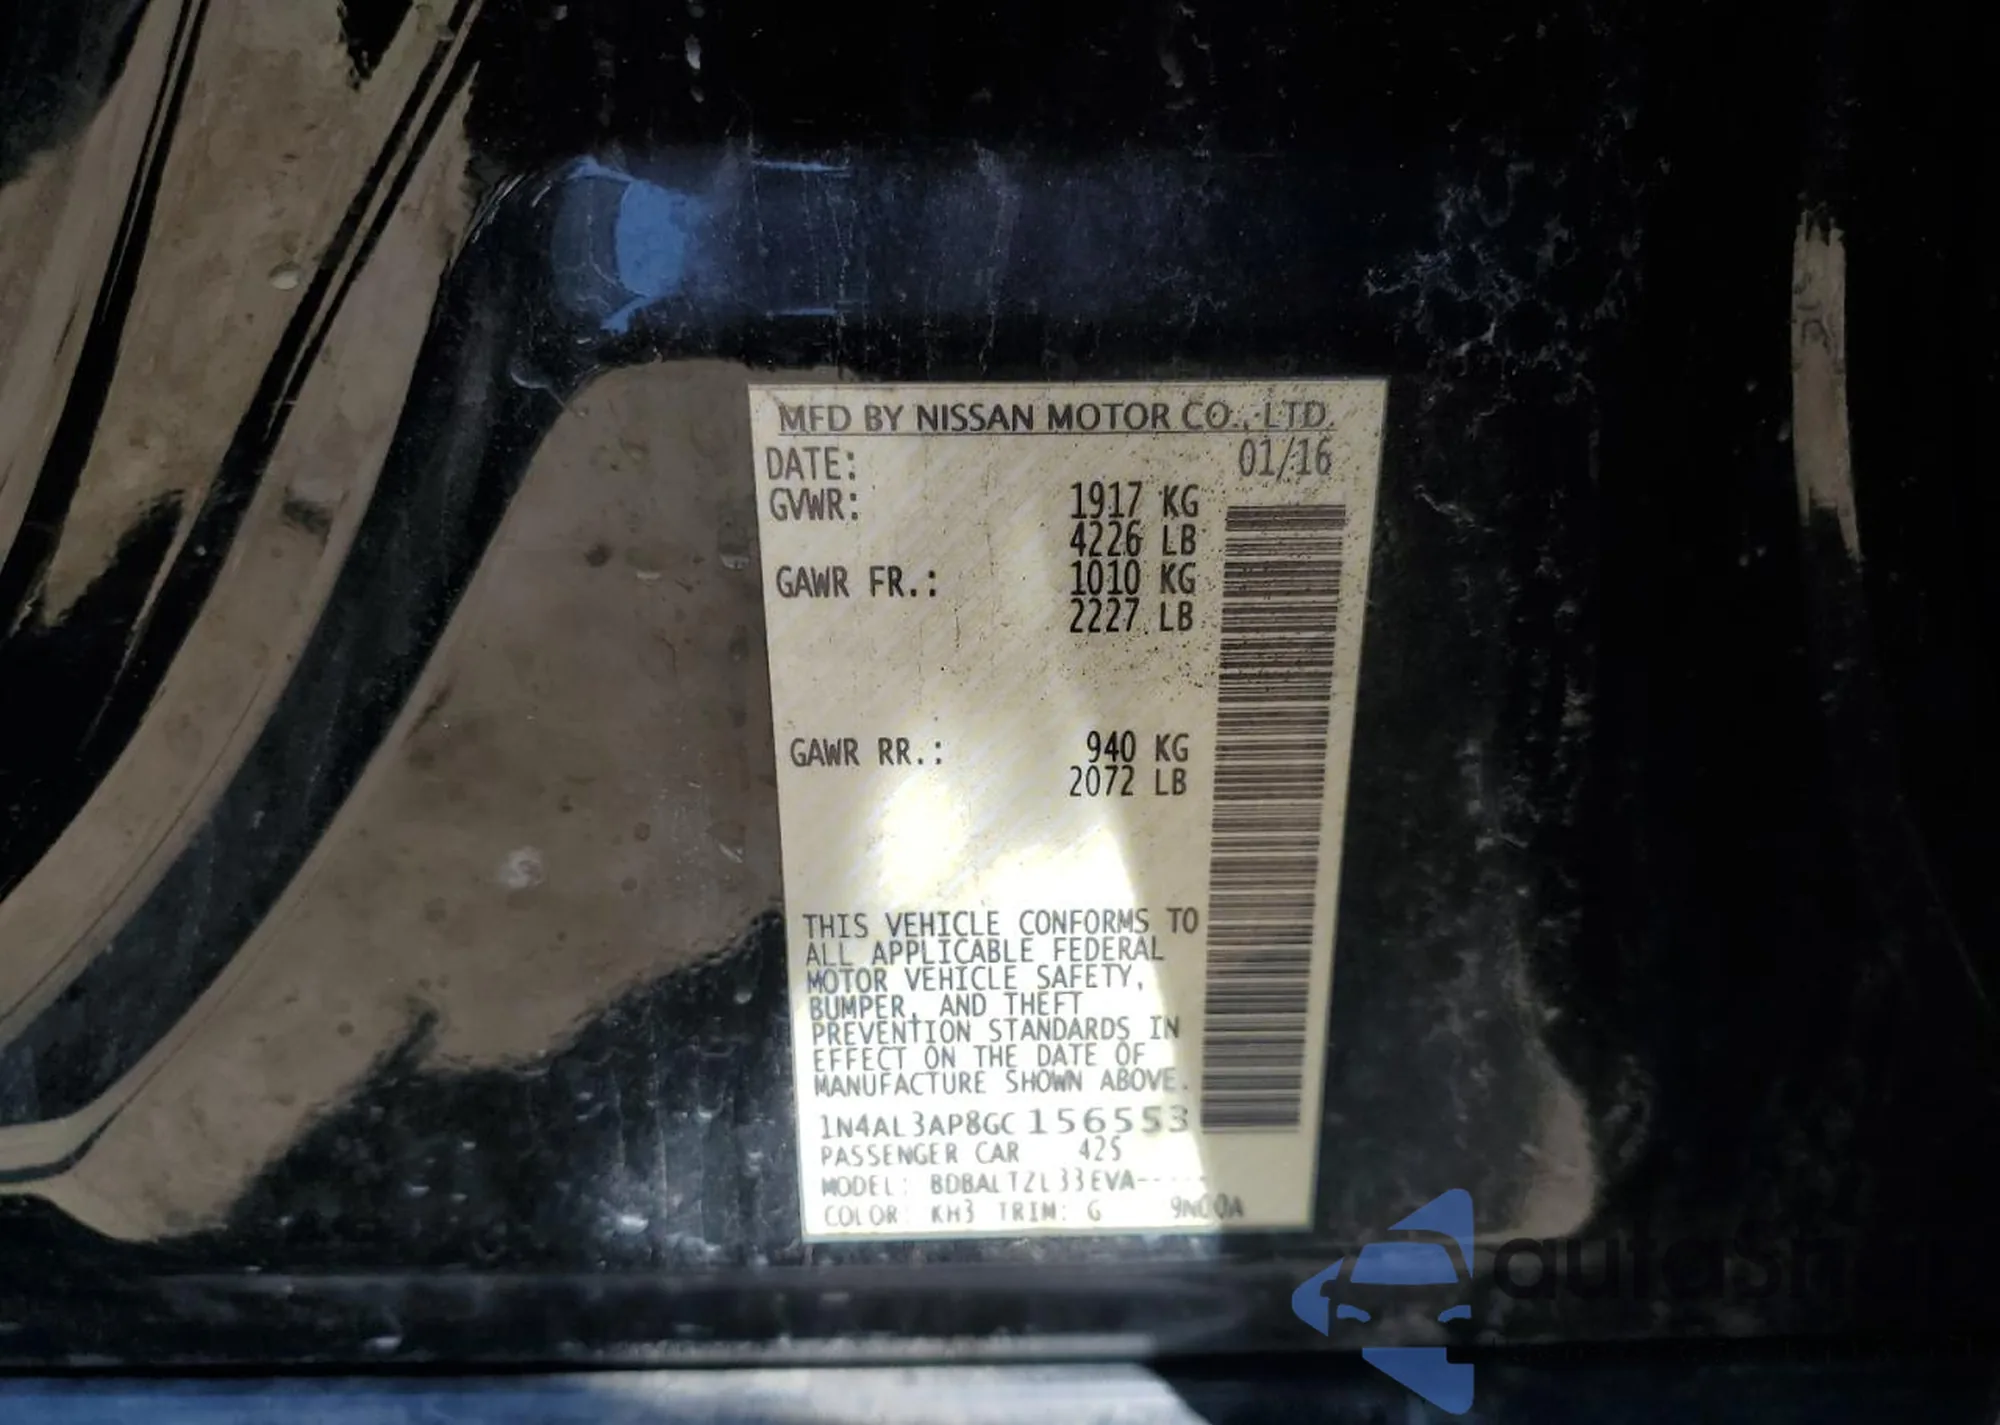 MFD BY NISSAN MOTOR CO., LTD.
DATE: 01/16
GVWR: 1917 KG
4226 LB
GAWR FR.: 1010 KG
2227 LB
GAWR RR.: 940 KG
2072 LB
THIS VEHICLE CONFORMS TO
ALL APPLICABLE FEDERAL
MOTOR VEHICLE SAFETY,
BUMPER, AND THEFT
PREVENTION STANDARDS IN
EFFECT ON THE DATE OF
MANUFACTURE SHOWN ABOVE.
1N4AL3AP8GC156553
PASSENGER CAR 425
MODEL: BDBALTZL33EVA-----
COLOR: KH3 TRIM: G 9N00A